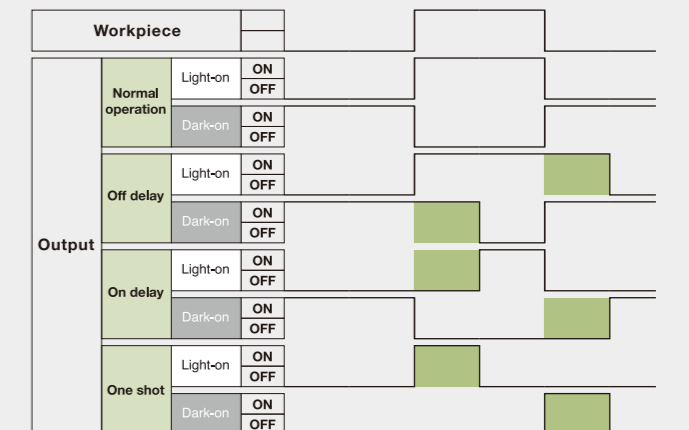 Workpiece
Output
Normal
operation
Light-on
ON
OFF
Dark-on
ON
OFF
Off delay
Light-on
ON
OFF
Dark-on
ON
OFF
On delay
Light-on
ON
OFF
Dark-on
ON
OFF
One shot
Light-on
ON
OFF
Dark-on
ON
OFF